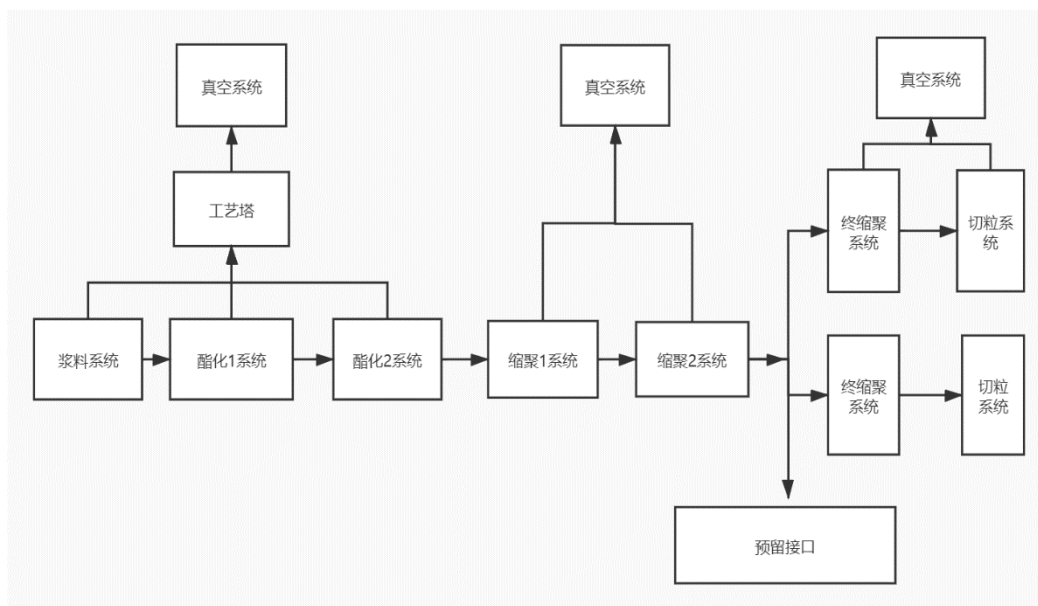 真空系统
真空系统
真空系统
工艺塔
终缩聚
系统
切粒系
统
浆料系统
酯化1系统
酯化2系统
缩聚1系统
缩聚2系统
终缩聚
系统
切粒
系统
预留接口